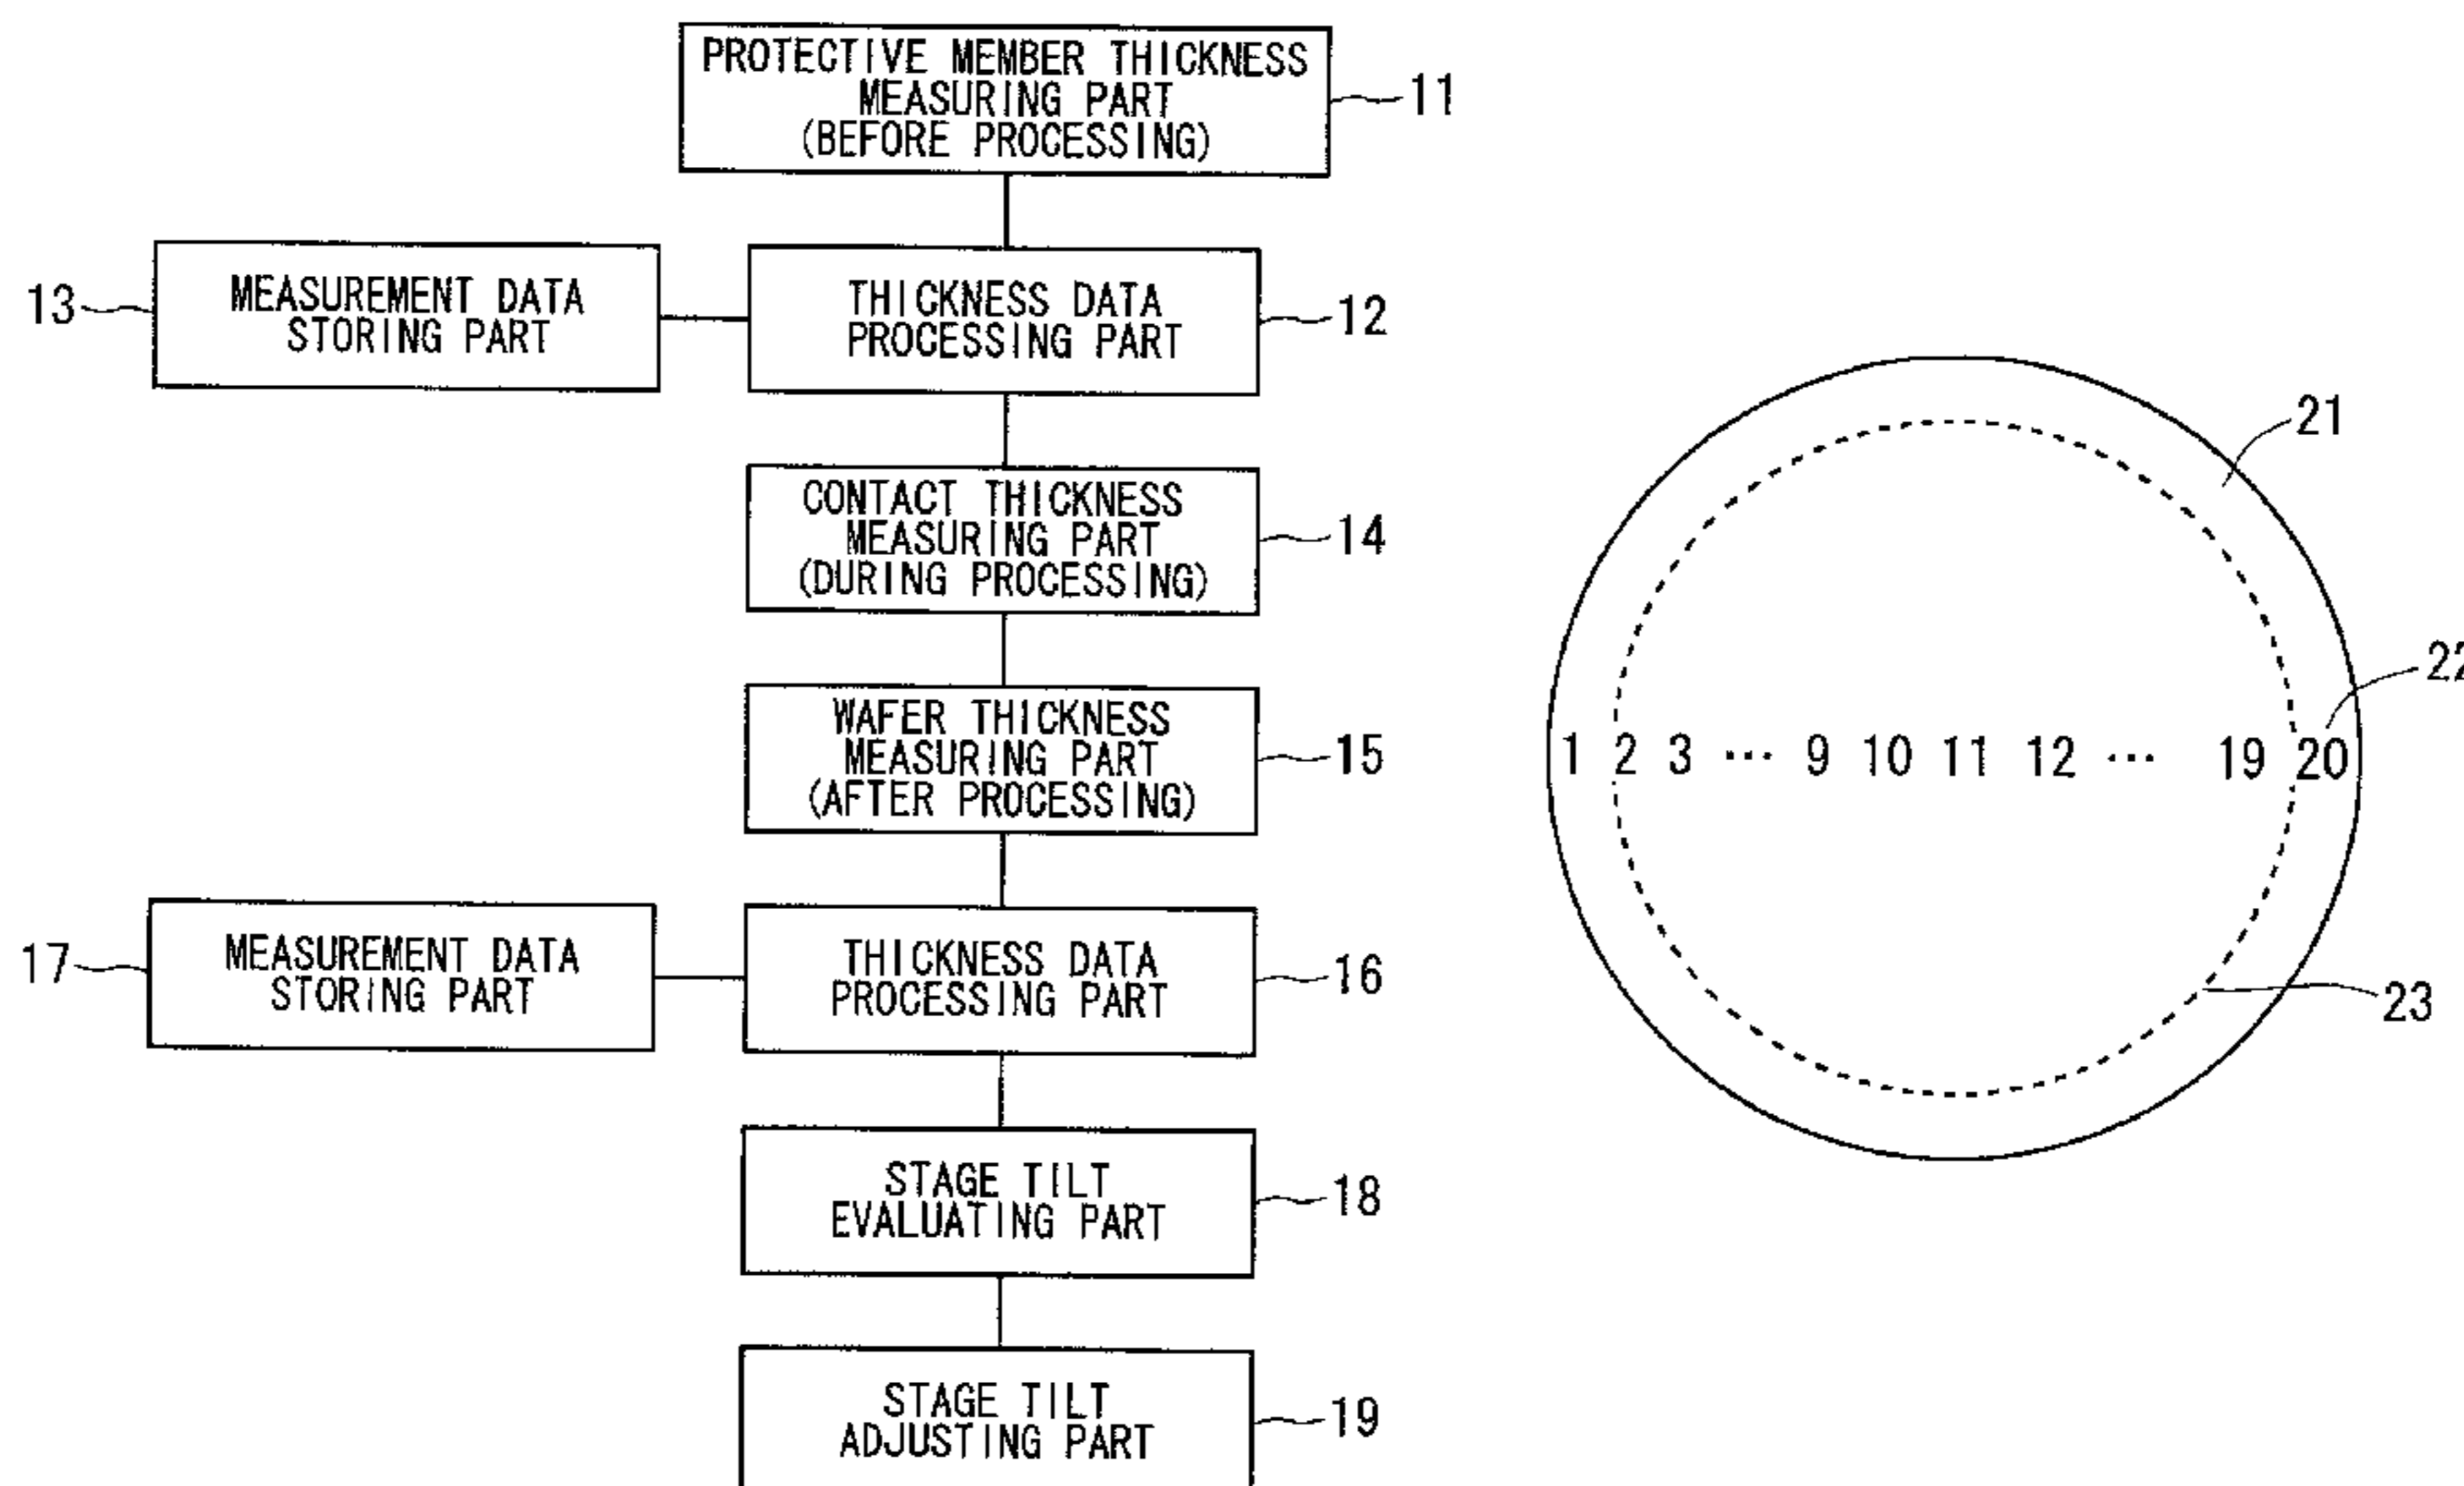 PROTECTIVE MEMBER THICKNESS
MEASURING PART
(BEFORE PROCESSING)
11
13
MEASUREMENT DATA
STORING PART
THICKNESS DATA
PROCESSING PART
12
CONTACT THICKNESS
MEASURING PART
(DURING PROCESSING)
14
WAFER THICKNESS
MEASURING PART
(AFTER PROCESSING)
15
17
MEASUREMENT DATA
STORING PART
THICKNESS DATA
PROCESSING PART
16
STAGE TILT
EVALUATING PART
18
STAGE TILT
ADJUSTING PART
19
21
22
1 2 3 ··· 9 10 11 12 ··· 19 20
23